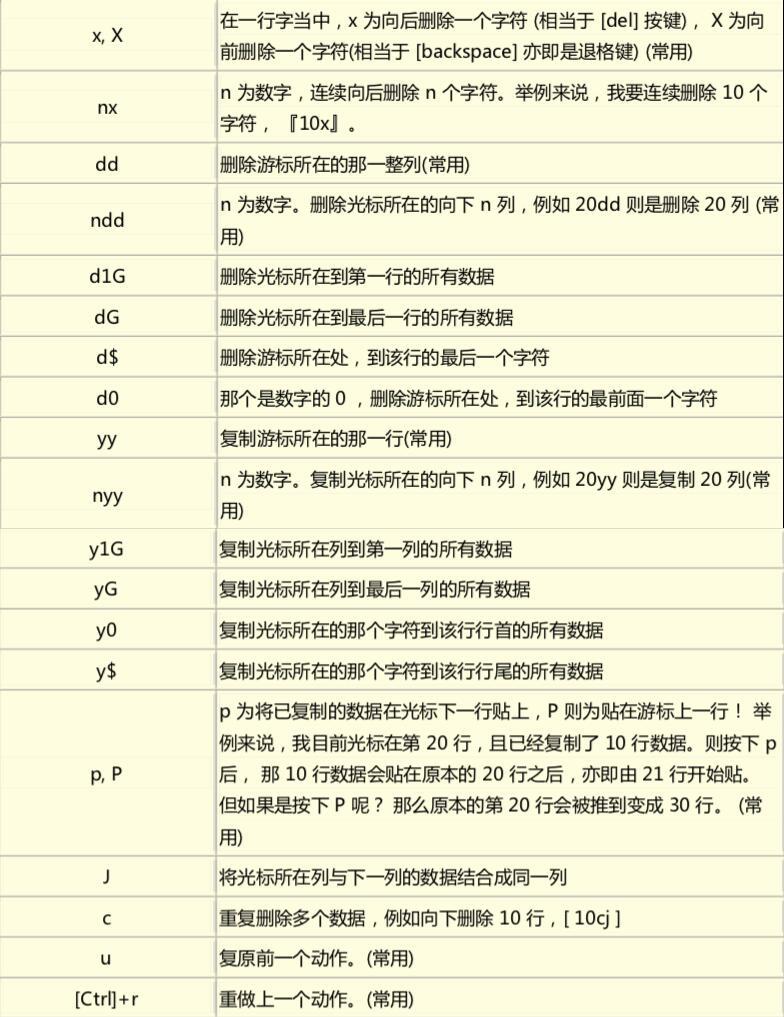 x, X
在一行字当中，x 为向后删除一个字符 (相当于 [del] 按键)， X 为向
前删除一个字符(相当于 [backspace] 亦即是退格键) (常用)
nx
n 为数字，连续向后删除 n 个字符。举例来说，我要连续删除 10 个
字符， 『10x』。
dd
删除游标所在的那一整列(常用)
ndd
n 为数字。删除光标所在的向下 n 列，例如 20dd 则是删除 20 列 (常
用)
d1G
删除光标所在到第一行的所有数据
dG
删除光标所在到最后一行的所有数据
d$
删除游标所在处，到该行的最后一个字符
d0
那个是数字的 0 ，删除游标所在处，到该行的最前面一个字符
yy
复制游标所在的那一行(常用)
nyy
n 为数字。复制光标所在的向下 n 列，例如 20yy 则是复制 20 列(常
用)
y1G
复制光标所在列到第一列的所有数据
yG
复制光标所在列到最后一列的所有数据
y0
复制光标所在的那个字符到该行行首的所有数据
y$
复制光标所在的那个字符到该行行尾的所有数据
p, P
p 为将已复制的数据在光标下一行贴上，P 则为贴在游标上一行！ 举
例来说，我目前光标在第 20 行，且已经复制了 10 行数据。则按下 p
后， 那 10 行数据会贴在原本的 20 行之后，亦即由 21 行开始贴。
但如果是按下 P 呢？ 那么原本的第 20 行会被推到变成 30 行。 (常
用)
J
将光标所在列与下一列的数据结合成同一列
c
重复删除多个数据，例如向下删除 10 行，[ 10cj ]
u
复原前一个动作。(常用)
[Ctrl]+r
重做上一个动作。(常用)